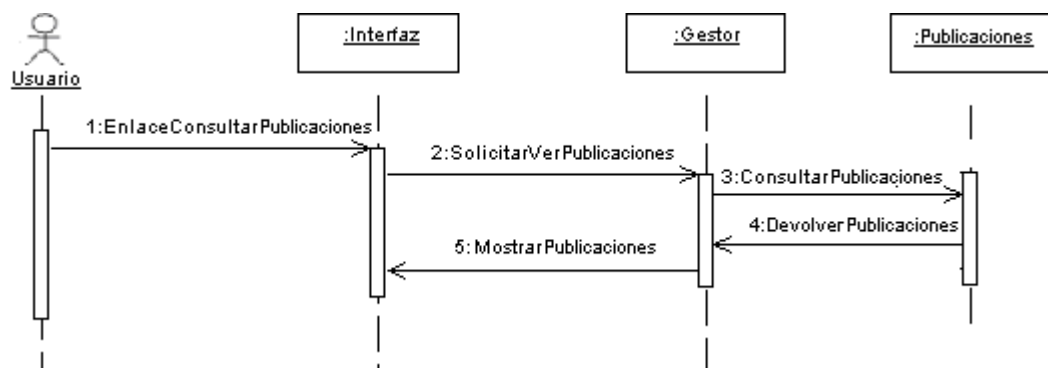 :Interfaz
:Gestor
:Publicaciones
Usuario
1:EnlaceConsultarPublicaciones
2:SolicitarVerPublicaciones
3:ConsultarPublicaciones
4:DevolverPublicaciones
5:MostrarPublicaciones